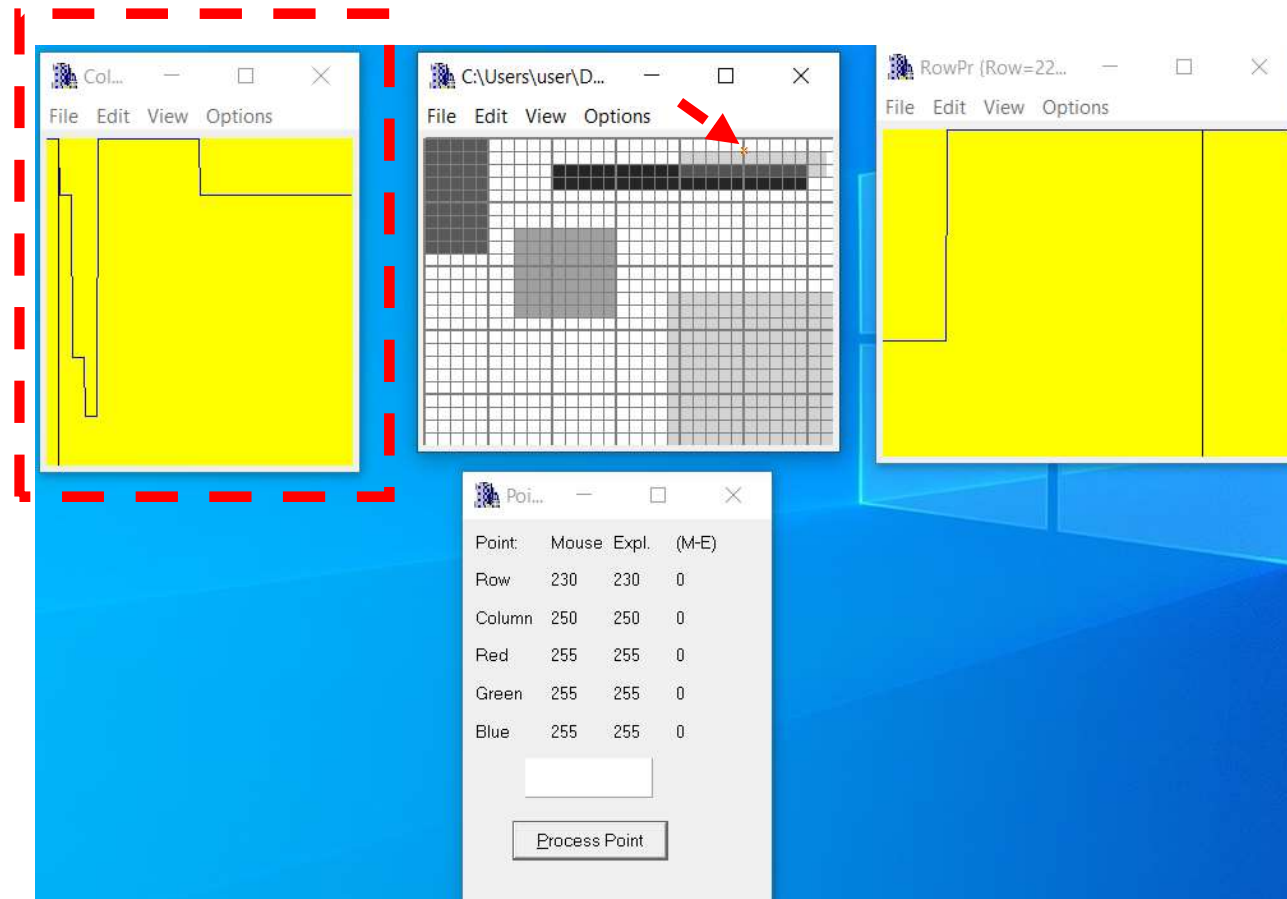 Col...
File Edit View Options
C:\Users\user\D...
File Edit View Options
RowPr (Row=22...
File Edit View Options
Poi...
Point: Mouse Expl. (M-E)
Row 230 230 0
Column 250 250 0
Red 255 255 0
Green 255 255 0
Blue 255 255 0
Process Point